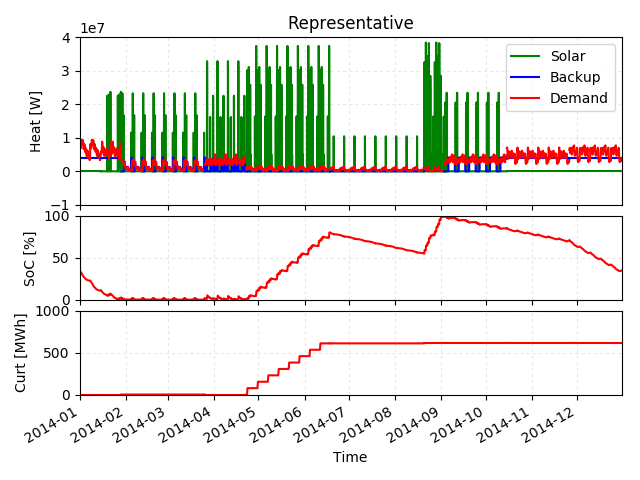 Representative
1e7
Heat [W]
4
3
2
1
0
−1
Solar
Backup
Demand
SoC [%]
100
50
0
Curt [MWh]
1000
500
0
2014-01
2014-02
2014-03
2014-04
2014-05
2014-06
2014-07
2014-08
2014-09
2014-10
2014-11
2014-12
Time